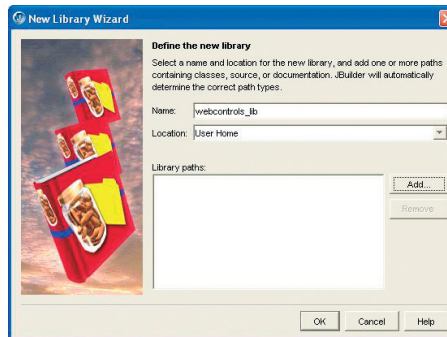 New Library Wizard
Define the new library
Select a name and location for the new library, and add one or more paths
containing classes, source, or documentation. JBuilder will automatically
determine the correct path types.
Name: webcontrols_lib
Location: User Home
Library paths:
Add...
Remove
OK Cancel Help